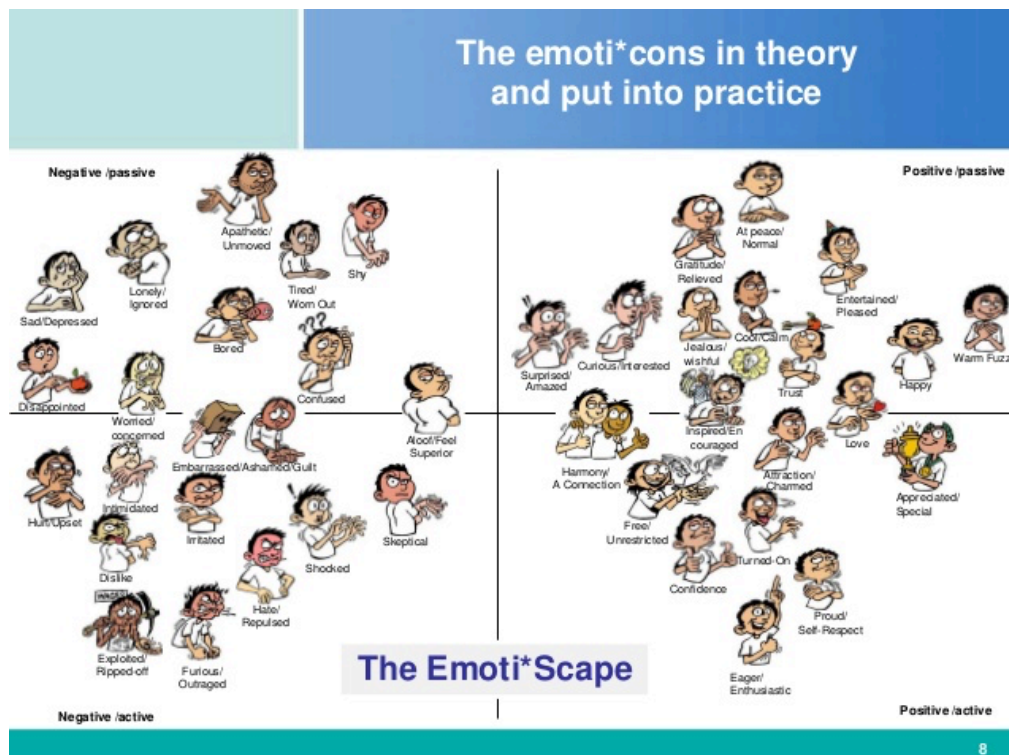 The emoti*cons in theory
and put into practice
Negative /passive
Positive /passive
Apathetic/
Unmoved
At peace/
Normal
Shy
Gratitude/
Relieved
Lonely/
Ignored
Tired/
Worn Out
Entertained/
Pleased
Sad/Depressed
Bored
Cool/Calm
Jealous/
wishful
Warm Fuzz
Curious/Interested
Surprised/
Amazed
Happy
Trust
Confused
Disappointed
Worried/
concerned
Inspired/En
couraged
Love
Aloof/Feel
Superior
Embarrassed/Ashamed/Guilt
Harmony/
A Connection
Attraction/
Charmed
Appreciated/
Special
Intimidated
Hurt/Upset
Irritated
Skeptical
Free/
Unrestricted
Shocked
Turned-On
Dislike
Confidence
Hate/
Repulsed
Proud/
Self-Respect
WAGES
Exploited/
Ripped-off
Furious/
Outraged
The Emoti*Scape
Eager/
Enthusiastic
Negative /active
Positive /active
8